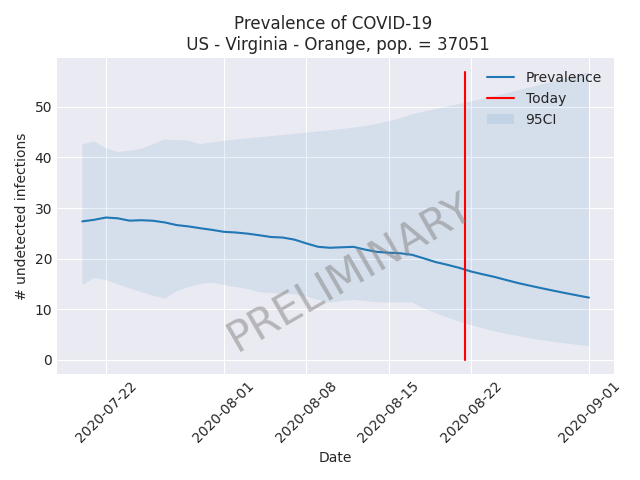 Prevalence of COVID-19
US - Virginia - Orange, pop. = 37051
Prevalence
Today
95CI
# undetected infections
50
40
30
20
10
0
PRELIMINARY
2020-07-22
2020-08-01
2020-08-08
2020-08-15
2020-08-22
2020-09-01
Date